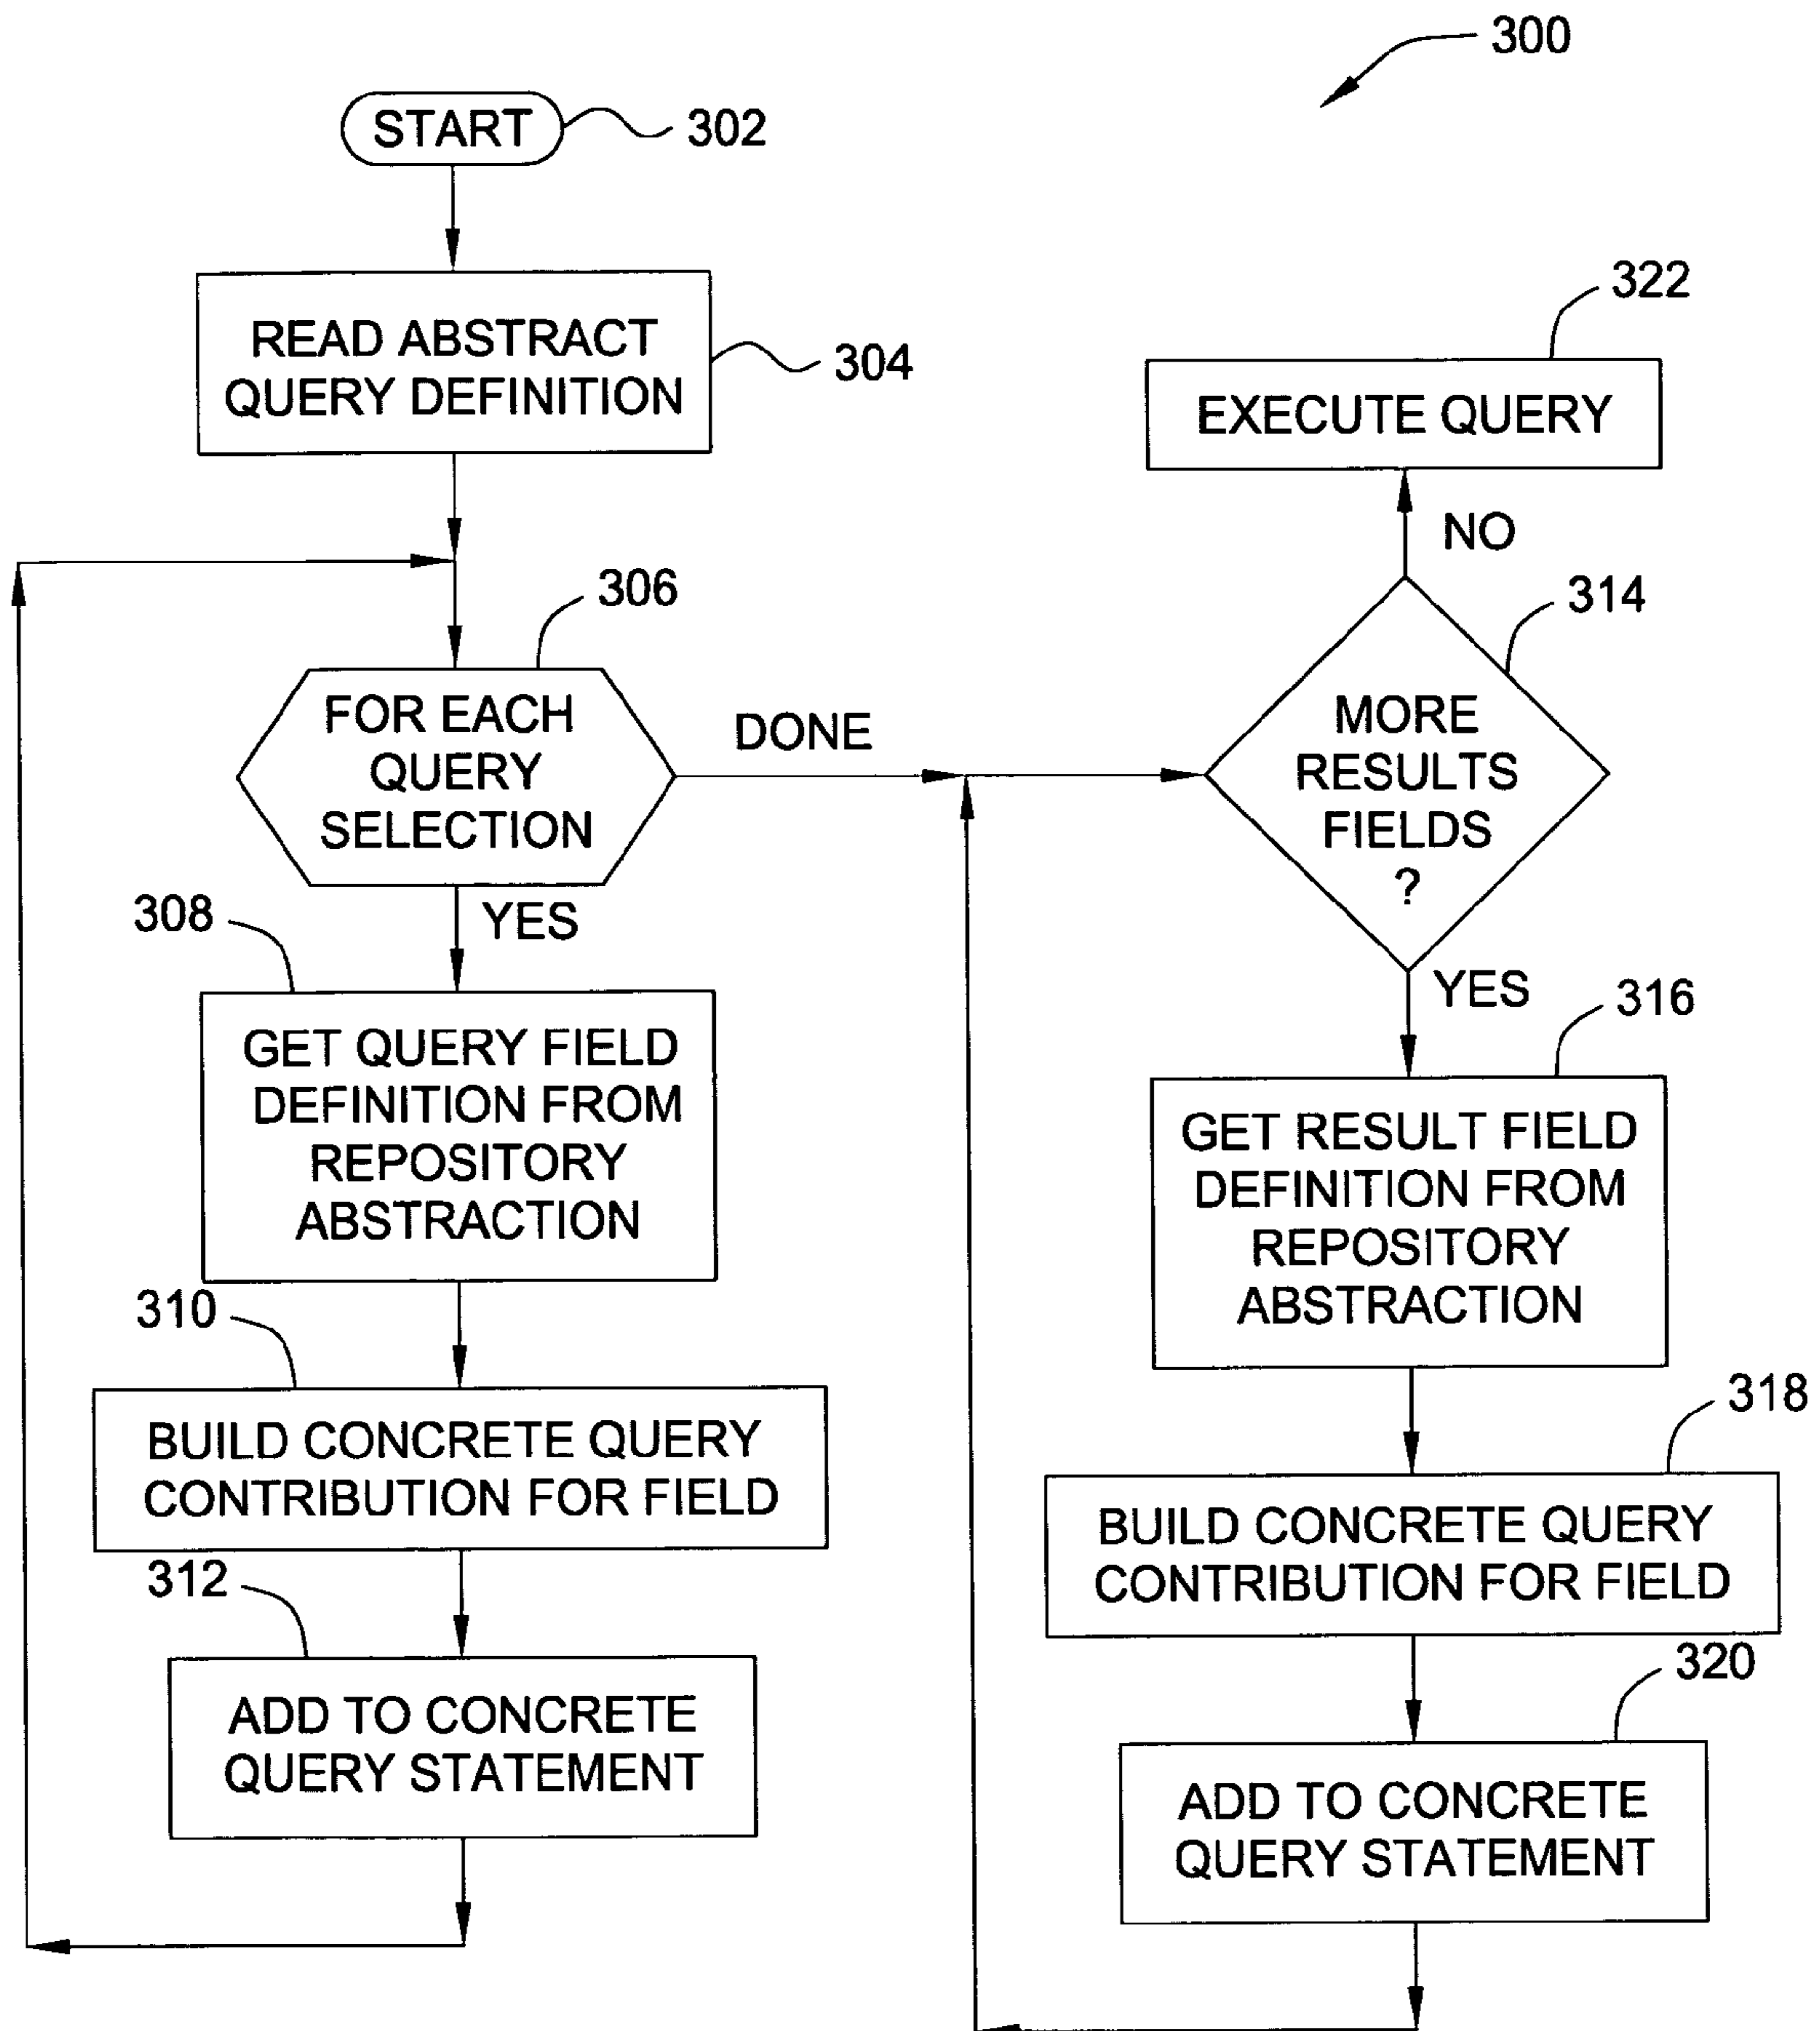 300
START
302
READ ABSTRACT
QUERY DEFINITION
304
306
FOR EACH
QUERY
SELECTION
DONE
YES
308
GET QUERY FIELD
DEFINITION FROM
REPOSITORY
ABSTRACTION
310
BUILD CONCRETE QUERY
CONTRIBUTION FOR FIELD
312
ADD TO CONCRETE
QUERY STATEMENT
322
EXECUTE QUERY
NO
314
MORE
RESULTS
FIELDS
?
YES
316
GET RESULT FIELD
DEFINITION FROM
REPOSITORY
ABSTRACTION
318
BUILD CONCRETE QUERY
CONTRIBUTION FOR FIELD
320
ADD TO CONCRETE
QUERY STATEMENT